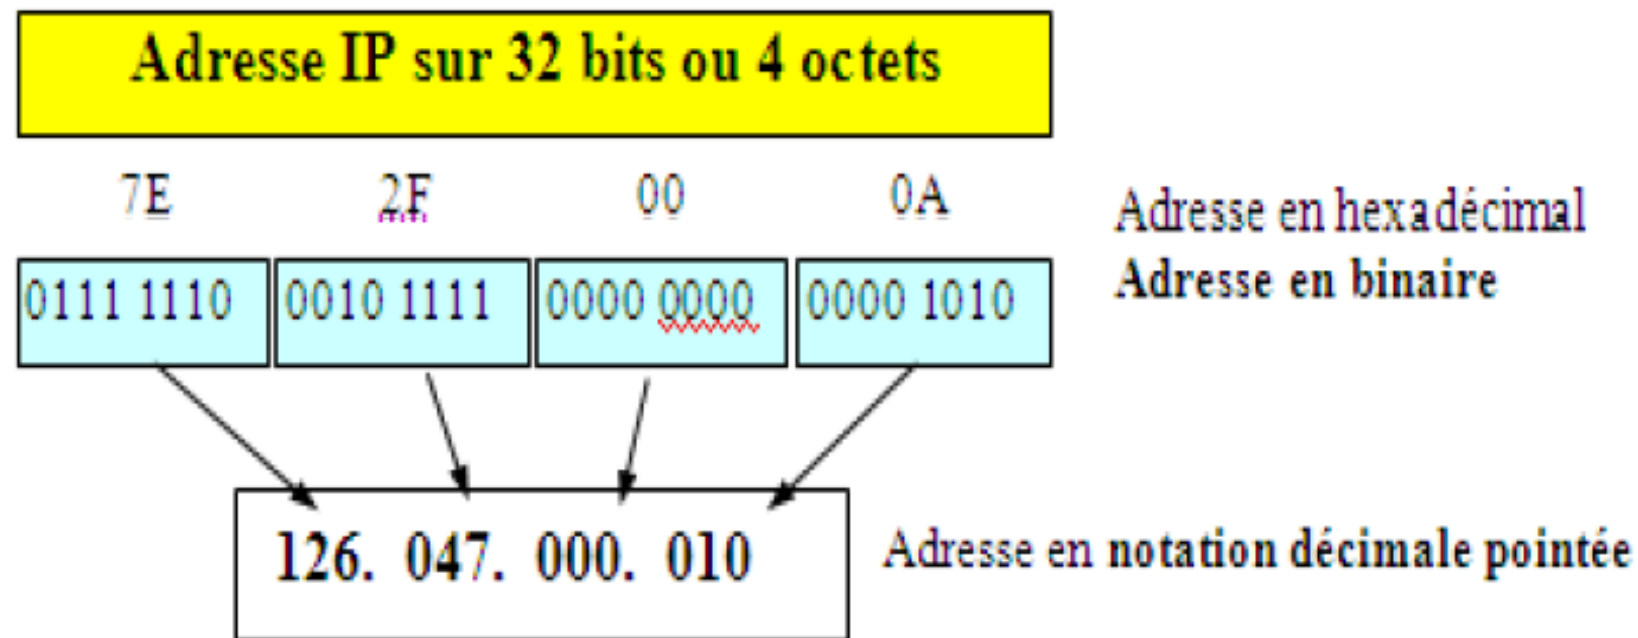 Adresse IP sur 32 bits ou 4 octets
7E 2F 00 0A
Adresse en hexadécimal
0111 1110 0010 1111 0000 0000 0000 1010
Adresse en binaire
126. 047. 000. 010
Adresse en notation décimale pointée